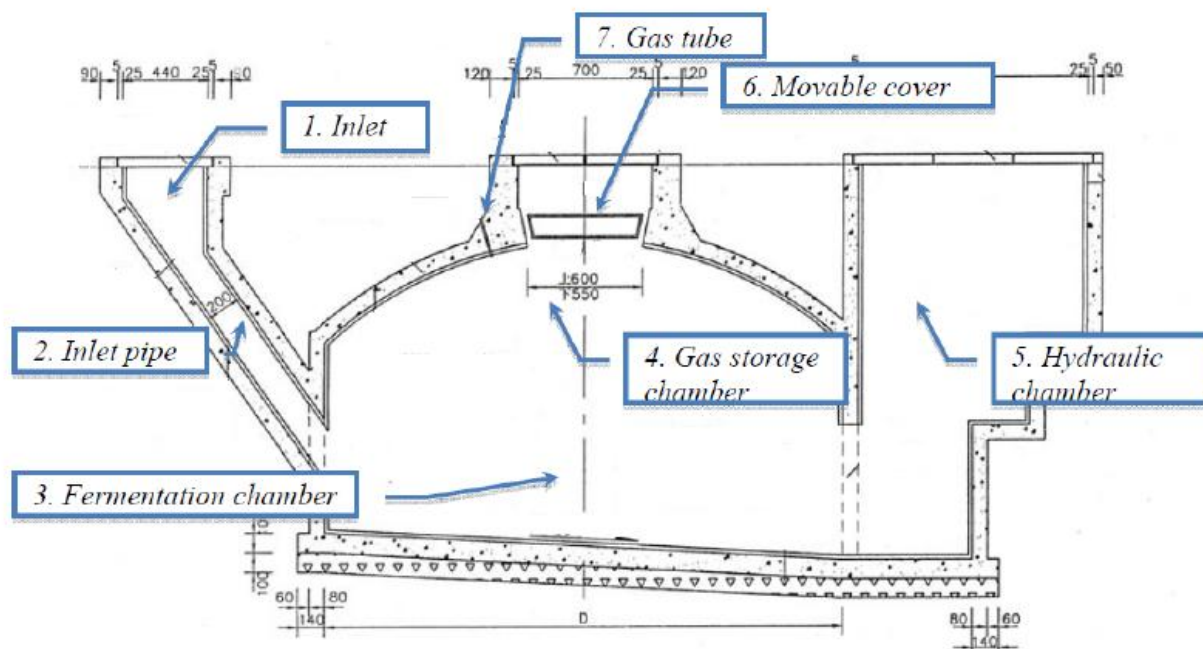 7. Gas tube
5 5 5 5 5
90 25 440 25 90 120 25 700 25 120 25 50
6. Movable cover
1. Inlet
200
600
550
2. Inlet pipe
4. Gas storage
chamber
5. Hydraulic
chamber
3. Fermentation chamber
100
60 80 D 80 60
140 140